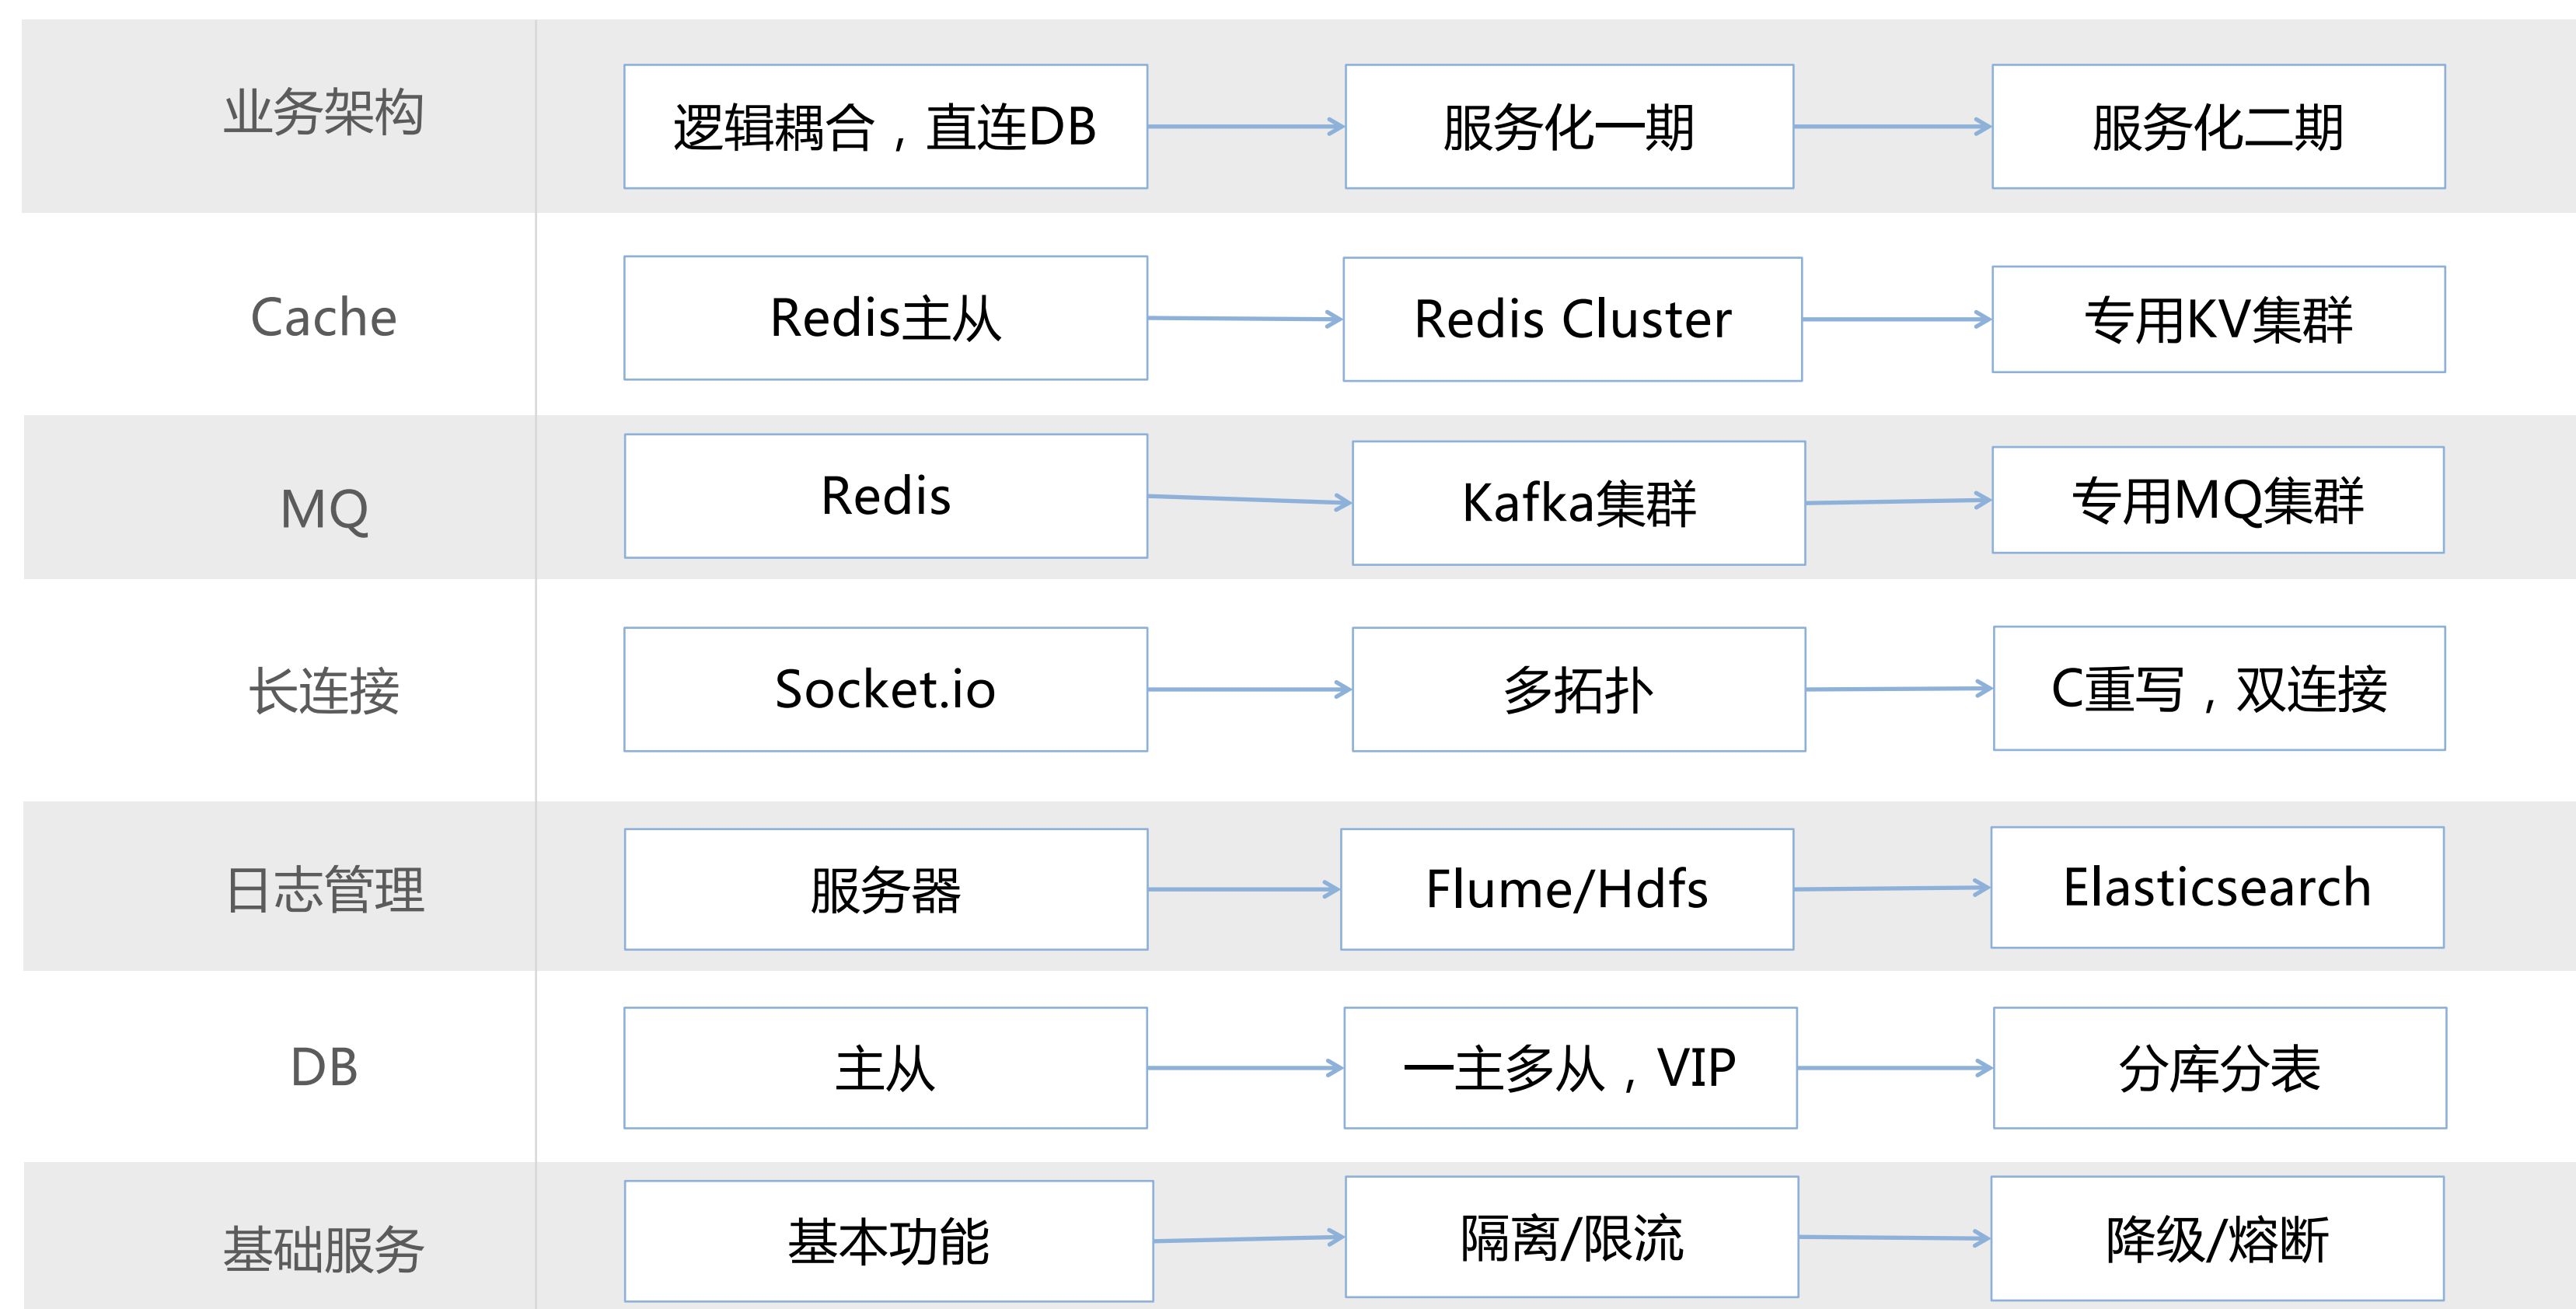 业务架构
逻辑耦合，直连DB
服务化一期
服务化二期
Cache
Redis主从
Redis Cluster
专用KV集群
MQ
Redis
Kafka集群
专用MQ集群
长连接
Socket.io
多拓扑
C重写，双连接
日志管理
服务器
Flume/Hdfs
Elasticsearch
DB
主从
一主多从，VIP
分库分表
基础服务
基本功能
隔离/限流
降级/熔断